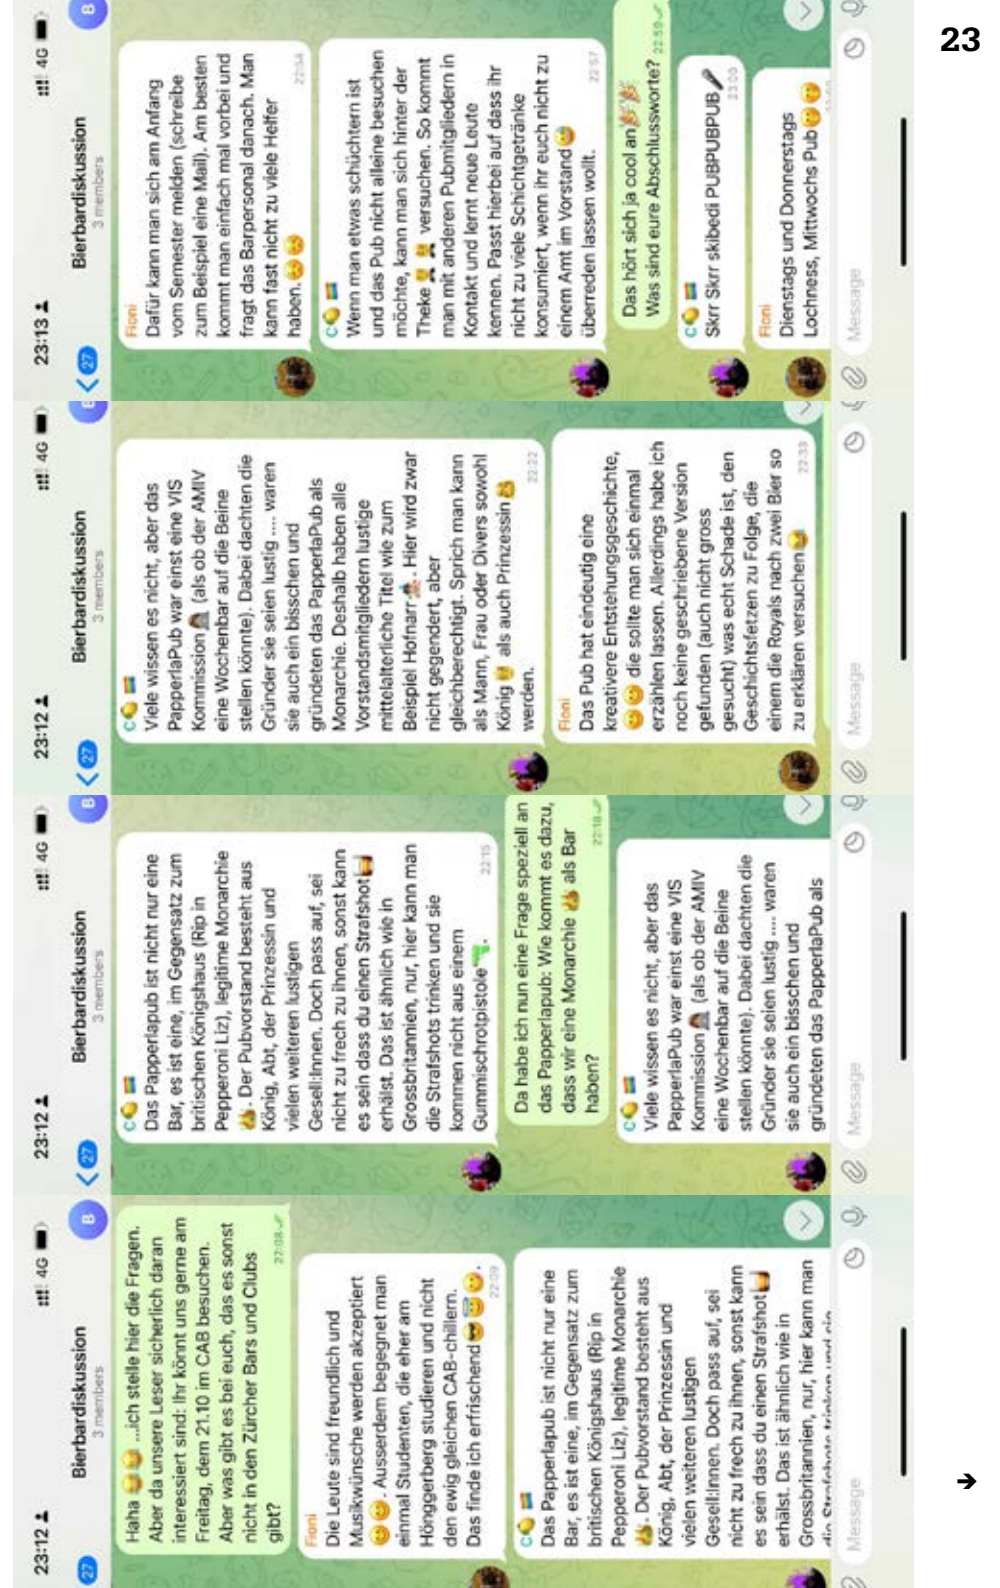 23:12
4G
27
Bierbardiskussion
3 members
B
Haha 😂😂 ...ich stelle hier die Fragen.
Aber da unsere Leser sicherlich daran
interessiert sind: Ihr könnt uns gerne am
Freitag, dem 21.10 im CAB besuchen.
Aber was gibt es bei euch, das es sonst
nicht in den Zürcher Bars und Clubs
gibt?
22:08
Fioni
Die Leute sind freundlich und
Musikwünsche werden akzeptiert
. Ausserdem begegnet man
einmal Studenten, die eher am
Hönggerberg studieren und nicht
den ewig gleichen CAB-chillern.
Das finde ich erfrischend
22:09
C🍋 🏳️‍🌈
Das Papperlapub ist nicht nur eine
Bar, es ist eine, im Gegensatz zum
britischen Königshaus (Rip in
Pepperoni Liz), legitime Monarchie
👑. Der Pubvorstand besteht aus
König, Abt, der Prinzessin und
vielen weiteren lustigen
Gesell:Innen. Doch pass auf, sei
nicht zu frech zu ihnen, sonst kann
es sein dass du einen Strafshot🥃
erhälst. Das ist ähnlich wie in
Grossbritannien, nur, hier kann man
die Strafshots trinken und sie
Message
23:12
4G
27
Bierbardiskussion
3 members
B
C🍋 🏳️‍🌈
Das Papperlapub ist nicht nur eine
Bar, es ist eine, im Gegensatz zum
britischen Königshaus (Rip in
Pepperoni Liz), legitime Monarchie
👑. Der Pubvorstand besteht aus
König, Abt, der Prinzessin und
vielen weiteren lustigen
Gesell:Innen. Doch pass auf, sei
nicht zu frech zu ihnen, sonst kann
es sein dass du einen Strafshot🥃
erhälst. Das ist ähnlich wie in
Grossbritannien, nur, hier kann man
die Strafshots trinken und sie
kommen nicht aus einem
Gummischrotpistole🔫.
22:15
Da habe ich nun eine Frage speziell an
das Papperlapub: Wie kommt es dazu,
dass wir eine Monarchie 👑 als Bar
haben?
22:18
C🍋 🏳️‍🌈
Viele wissen es nicht, aber das
PapperlaPub war einst eine VIS
Kommission (als ob der AMIV
eine Wochenbar auf die Beine
stellen könnte). Dabei dachten die
Gründer sie seien lustig .... waren
sie auch ein bisschen und
gründeten das PapperlaPub als
Message
23:12
4G
27
Bierbardiskussion
3 members
B
C🍋 🏳️‍🌈
Viele wissen es nicht, aber das
PapperlaPub war einst eine VIS
Kommission (als ob der AMIV
eine Wochenbar auf die Beine
stellen könnte). Dabei dachten die
Gründer sie seien lustig .... waren
sie auch ein bisschen und
gründeten das PapperlaPub als
Monarchie. Deshalb haben alle
Vorstandsmitgliedern lustige
mittelalterliche Titel wie zum
Beispiel Hofnarr. Hier wird zwar
nicht gegendert, aber
gleichberechtigt. Sprich man kann
als Mann, Frau oder Divers sowohl
König als auch Prinzessin
werden.
22:22
Fioni
Das Pub hat eindeutig eine
kreativere Entstehungsgeschichte,
die sollte man sich einmal
erzählen lassen. Allerdings habe ich
noch keine geschriebene Version
gefunden (auch nicht gross
gesucht) was echt Schade ist, den
Geschichtsfetzen zu Folge, die
einem die Royals nach zwei Bier so
zu erklären versuchen
22:33
Message
23:13
4G
27
Bierbardiskussion
3 members
B
Fioni
Dafür kann man sich am Anfang
vom Semester melden (schreibe
zum Beispiel eine Mail). Am besten
kommt man einfach mal vorbei und
fragt das Barpersonal danach. Man
kann fast nicht zu viele Helfer
haben.
22:54
C🍋 🏳️‍🌈
Wenn man etwas schüchtern ist
und das Pub nicht alleine besuchen
möchte, kann man sich hinter der
Theke versuchen. So kommt
man mit anderen Pubmitgliedern in
Kontakt und lernt neue Leute
kennen. Passt hierbei auf dass ihr
nicht zu viele Schichtgetränke
konsumiert, wenn ihr euch nicht zu
einem Amt im Vorstand
überreden lassen wollt.
22:57
Das hört sich ja cool an🎉🎉
Was sind eure Abschlussworte?
22:59
C🍋 🏳️‍🌈
Skrr Skrr skibedi PUBPUBPUB🎤
23:00
Fioni
Dienstags und Donnerstags
Lochness, Mittwochs Pub
Message
→
23